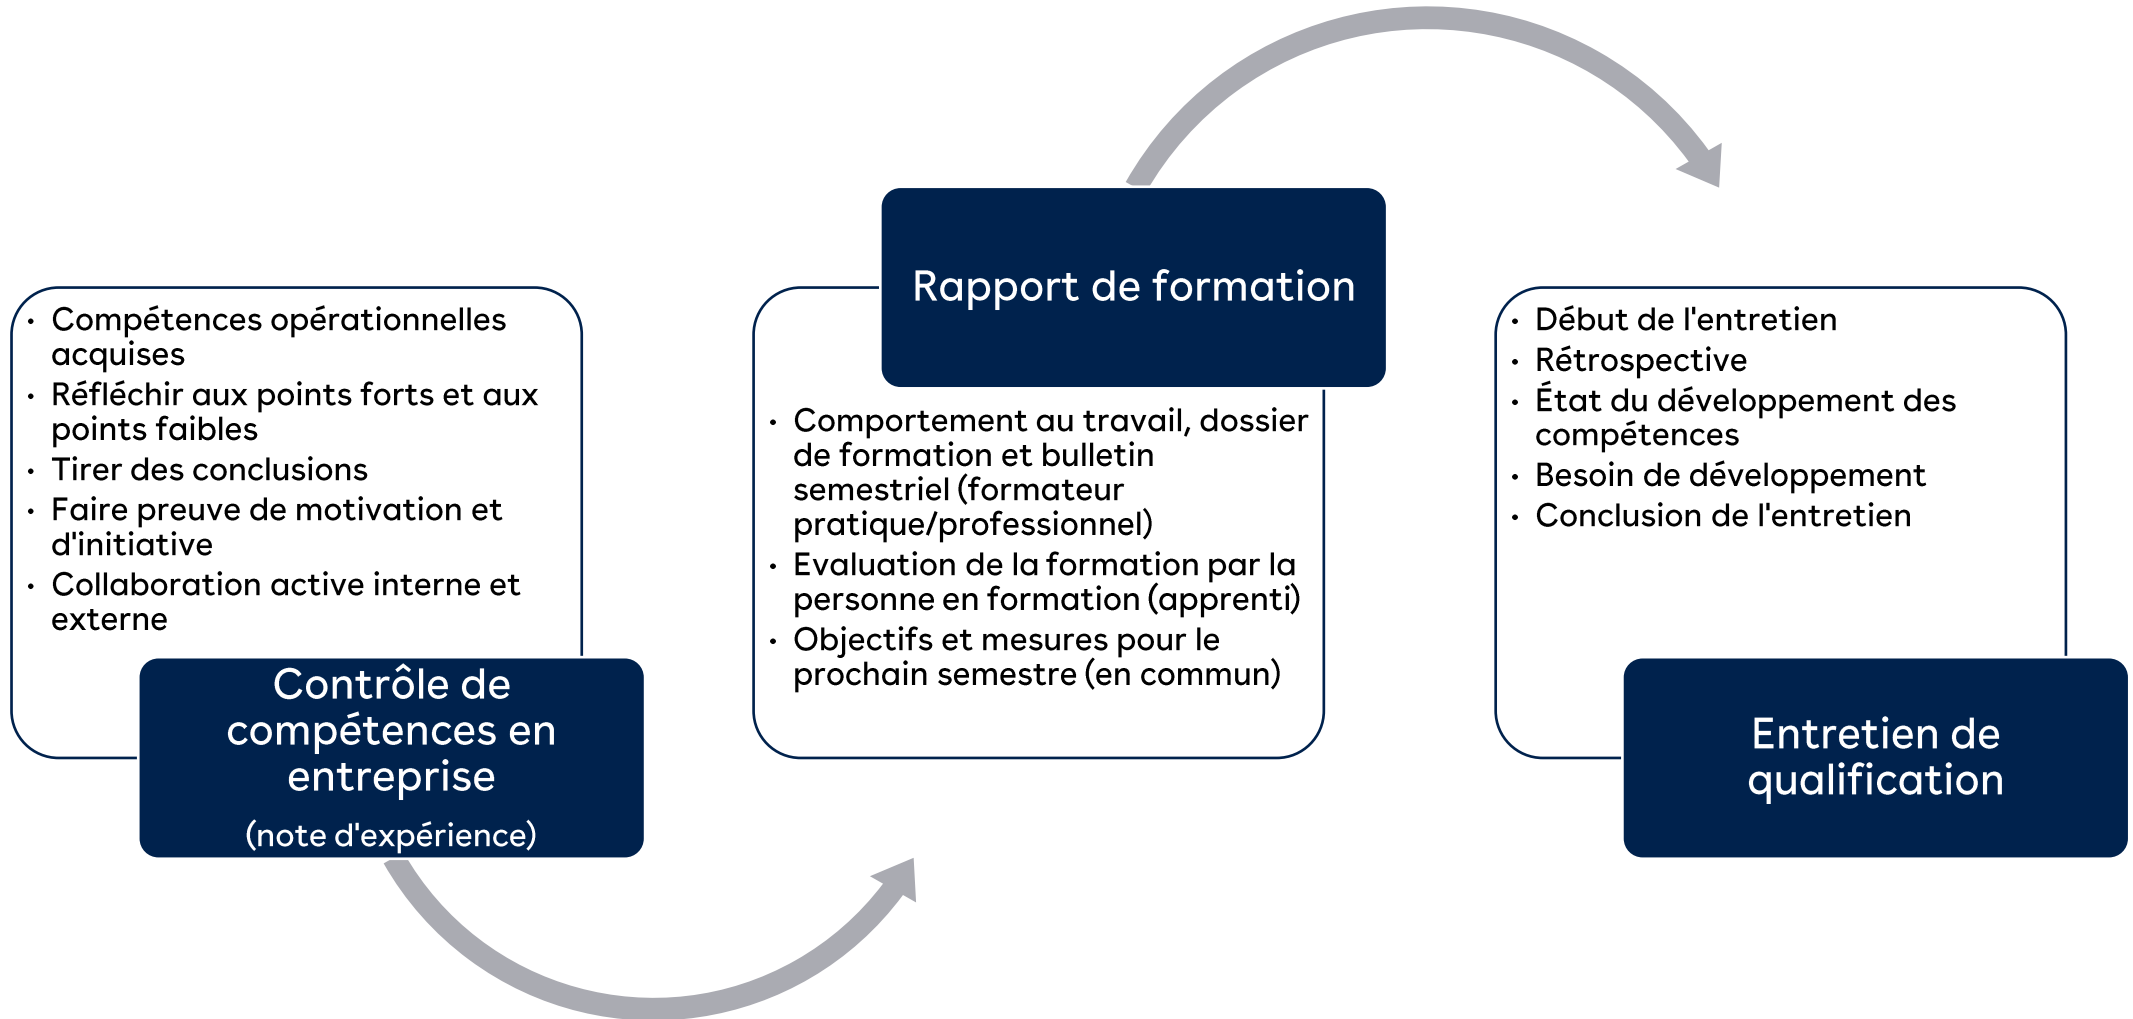 • Compétences opérationnelles
acquises
• Réfléchir aux points forts et aux
points faibles
• Tirer des conclusions
• Faire preuve de motivation et
d'initiative
• Collaboration active interne et
externe
Contrôle de
compétences en
entreprise
(note d'expérience)
Rapport de formation
• Comportement au travail, dossier
de formation et bulletin
semestriel (formateur
pratique/professionnel)
• Evaluation de la formation par la
personne en formation (apprenti)
• Objectifs et mesures pour le
prochain semestre (en commun)
• Début de l'entretien
• Rétrospective
• État du développement des
compétences
• Besoin de développement
• Conclusion de l'entretien
Entretien de
qualification